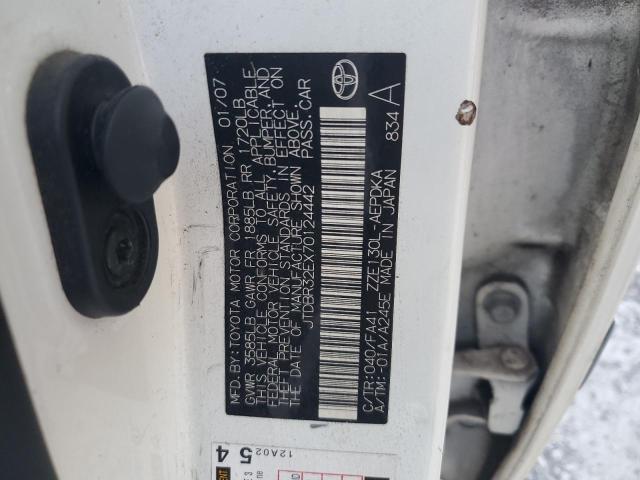 MFD. BY: TOYOTA MOTOR CORPORATION 01/07
GVWR 3585LB GAWR FR 1885LB RR 1720LB
THIS VEHICLE CONFORMS TO ALL APPLICABLE
FEDERAL MOTOR VEHICLE SAFETY, BUMPER, AND
THEFT PREVENTION STANDARDS IN EFFECT ON
THE DATE OF MANUFACTURE SHOWN ABOVE.
JTDBR32EX70124442 PASS. CAR
C/TR: 040/FA41 ZZE130L-AEPDKA
A/TM: -01A/A245E MADE IN JAPAN 834 A
12A02
54